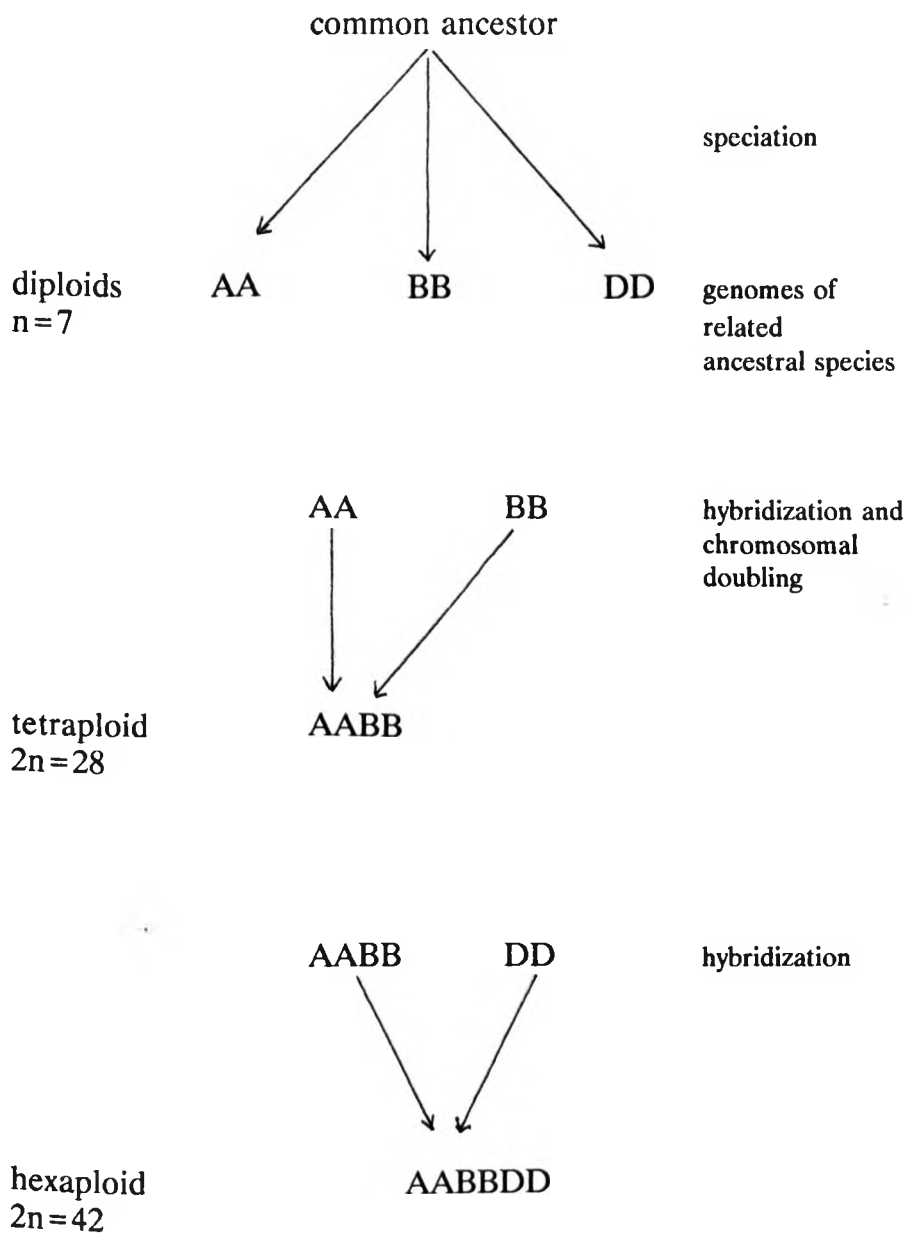 common ancestor
speciation
diploids
n=7
AA
BB
DD
genomes of
related
ancestral species
AA
BB
hybridization and
chromosomal
doubling
tetraploid
2n=28
AABB
AABB
DD
hybridization
hexaploid
2n=42
AABBDD